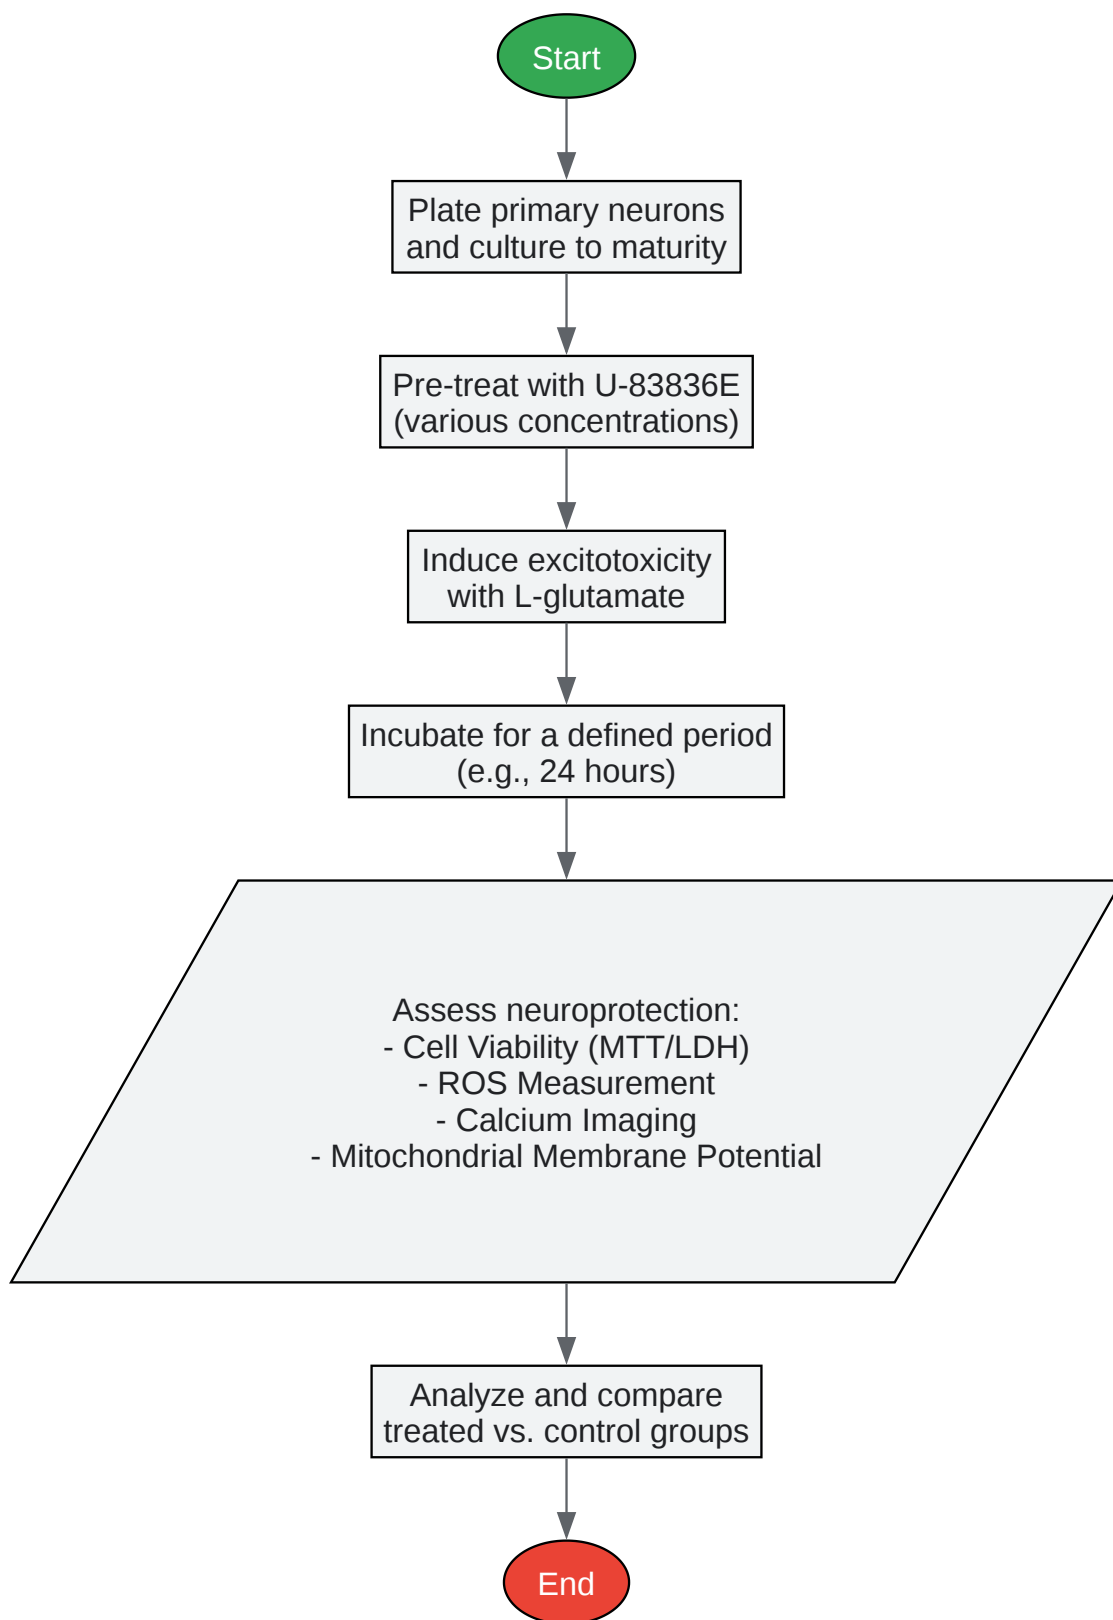 Start
Plate primary neurons
and culture to maturity
Pre-treat with U-83836E
(various concentrations)
Induce excitotoxicity
with L-glutamate
Incubate for a defined period
(e.g., 24 hours)
Assess neuroprotection:
- Cell Viability (MTT/LDH)
- ROS Measurement
- Calcium Imaging
- Mitochondrial Membrane Potential
Analyze and compare
treated vs. control groups
End